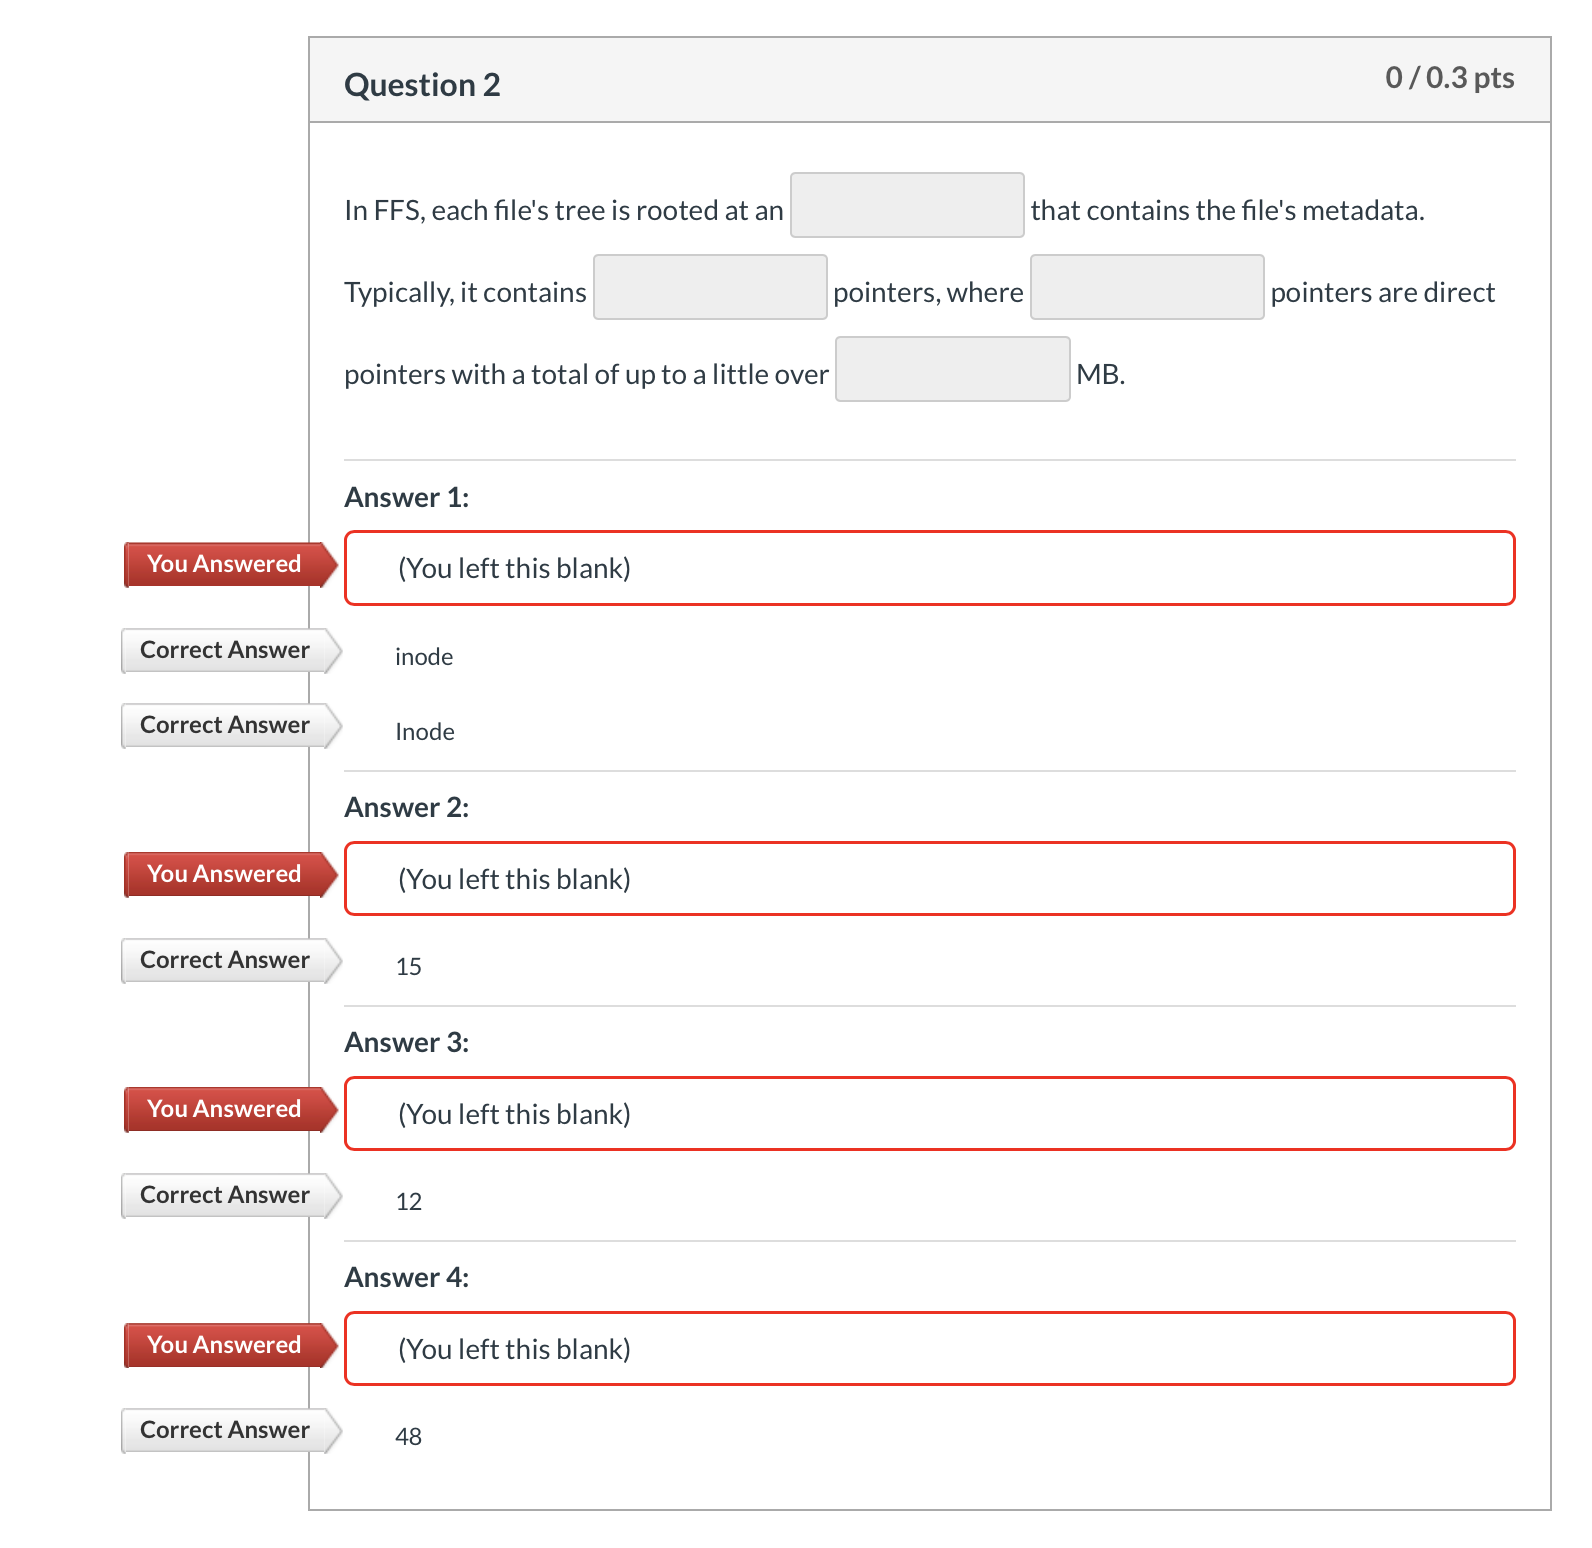 Question 2
0 / 0.3 pts
In FFS, each file's tree is rooted at an that contains the file's metadata.
Typically, it contains pointers, where pointers are direct
pointers with a total of up to a little over MB.
Answer 1:
You Answered
(You left this blank)
Correct Answer
inode
Correct Answer
Inode
Answer 2:
You Answered
(You left this blank)
Correct Answer
15
Answer 3:
You Answered
(You left this blank)
Correct Answer
12
Answer 4:
You Answered
(You left this blank)
Correct Answer
48